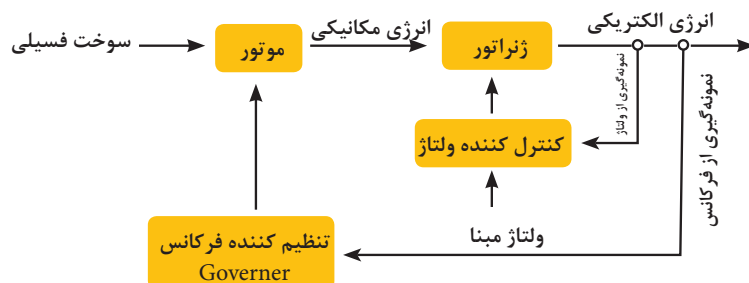 سوخت فسیلی
موتور
انرژی مکانیکی
ژنراتور
انرژی الکتریکی
نمونه‌گیری از ولتاژ
نمونه‌گیری از فرکانس
کنترل کننده ولتاژ
ولتاژ مبنا
تنظیم کننده فرکانس
Governer